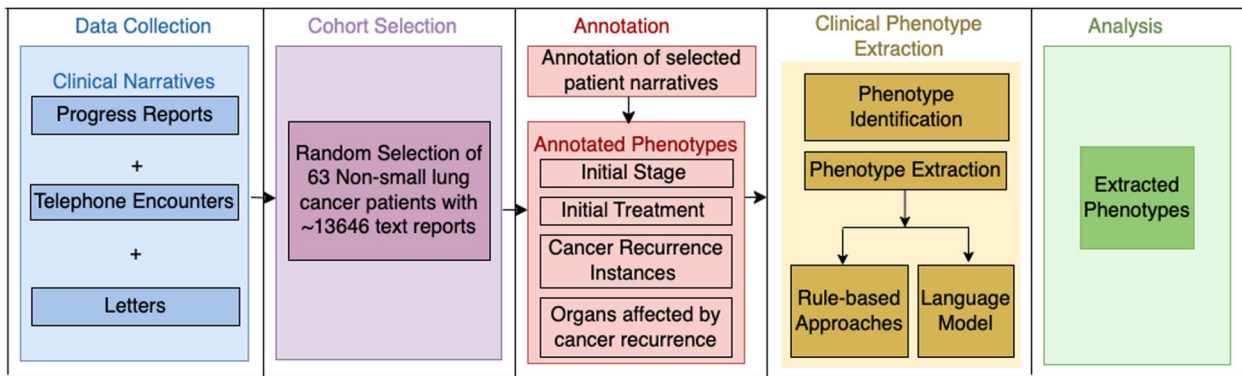 Data Collection
Clinical Narratives
Progress Reports
+
Telephone Encounters
+
Letters
Cohort Selection
Random Selection of
63 Non-small lung
cancer patients with
~13646 text reports
Annotation
Annotation of selected
patient narratives
Annotated Phenotypes
Initial Stage
Initial Treatment
Cancer Recurrence
Instances
Organs affected by
cancer recurrence
Clinical Phenotype
Extraction
Phenotype
Identification
Phenotype Extraction
Rule-based
Approaches
Language
Model
Analysis
Extracted
Phenotypes